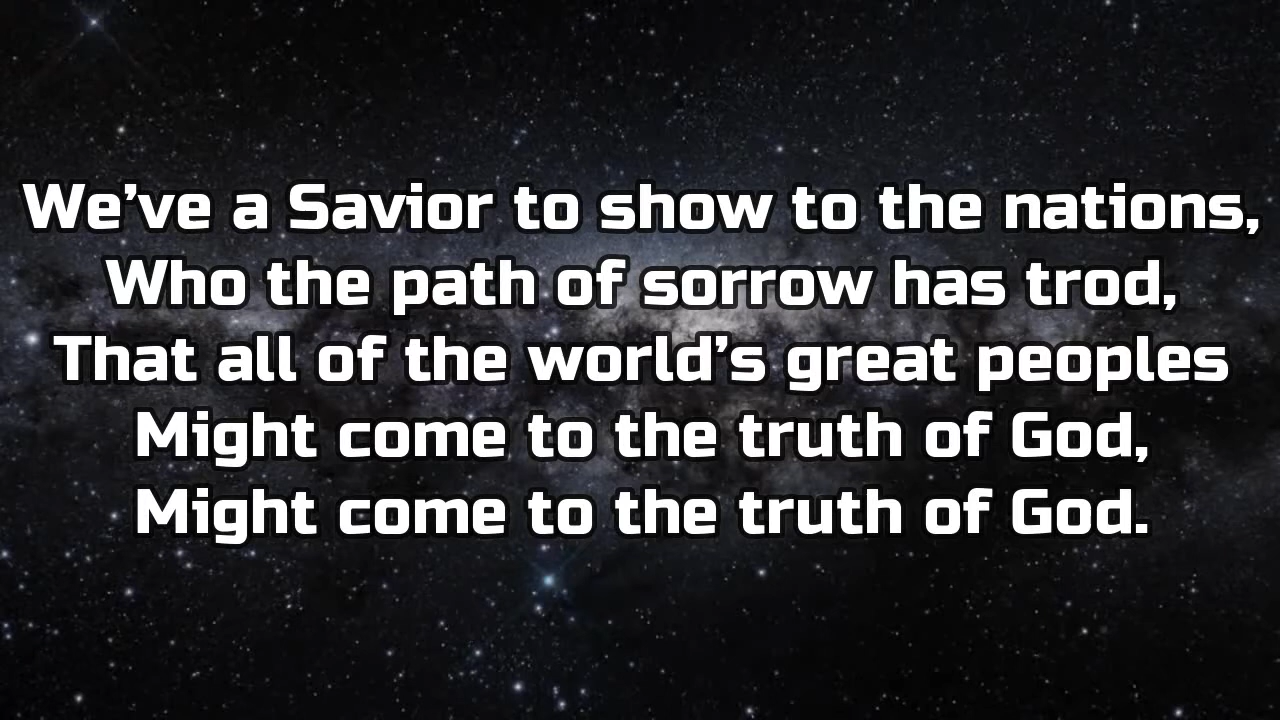 We’ve a Savior to show to the nations,
Who the path of sorrow has trod,
That all of the world’s great peoples
Might come to the truth of God,
Might come to the truth of God.